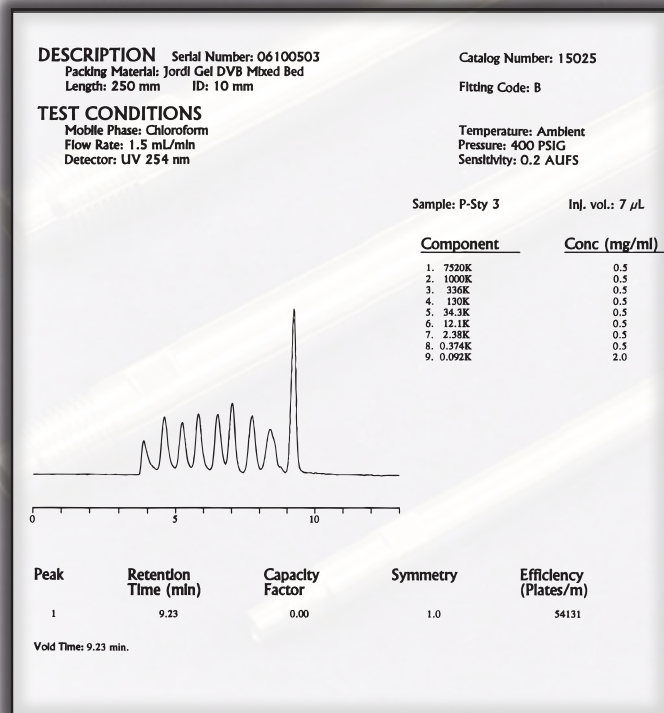 DESCRIPTION Serial Number: 06100503 Catalog Number: 15025
Packing Material: Jordi Gel DVB Mixed Bed
Length: 250 mm ID: 10 mm Fitting Code: B
TEST CONDITIONS
Mobile Phase: Chloroform Temperature: Ambient
Flow Rate: 1.5 mL/min Pressure: 400 PSIG
Detector: UV 254 nm Sensitivity: 0.2 AUFS
Sample: P-Sty 3 Inj. vol.: 7 µL
Component Conc (mg/ml)
1. 7520K 0.5
2. 1000K 0.5
3. 336K 0.5
4. 130K 0.5
5. 34.3K 0.5
6. 12.1K 0.5
7. 2.38K 0.5
8. 0.374K 0.5
9. 0.092K 2.0
0 5 10
Peak Retention Time (min) Capacity Factor Symmetry Efficiency (Plates/m)
1 9.23 0.00 1.0 54131
Void Time: 9.23 min.